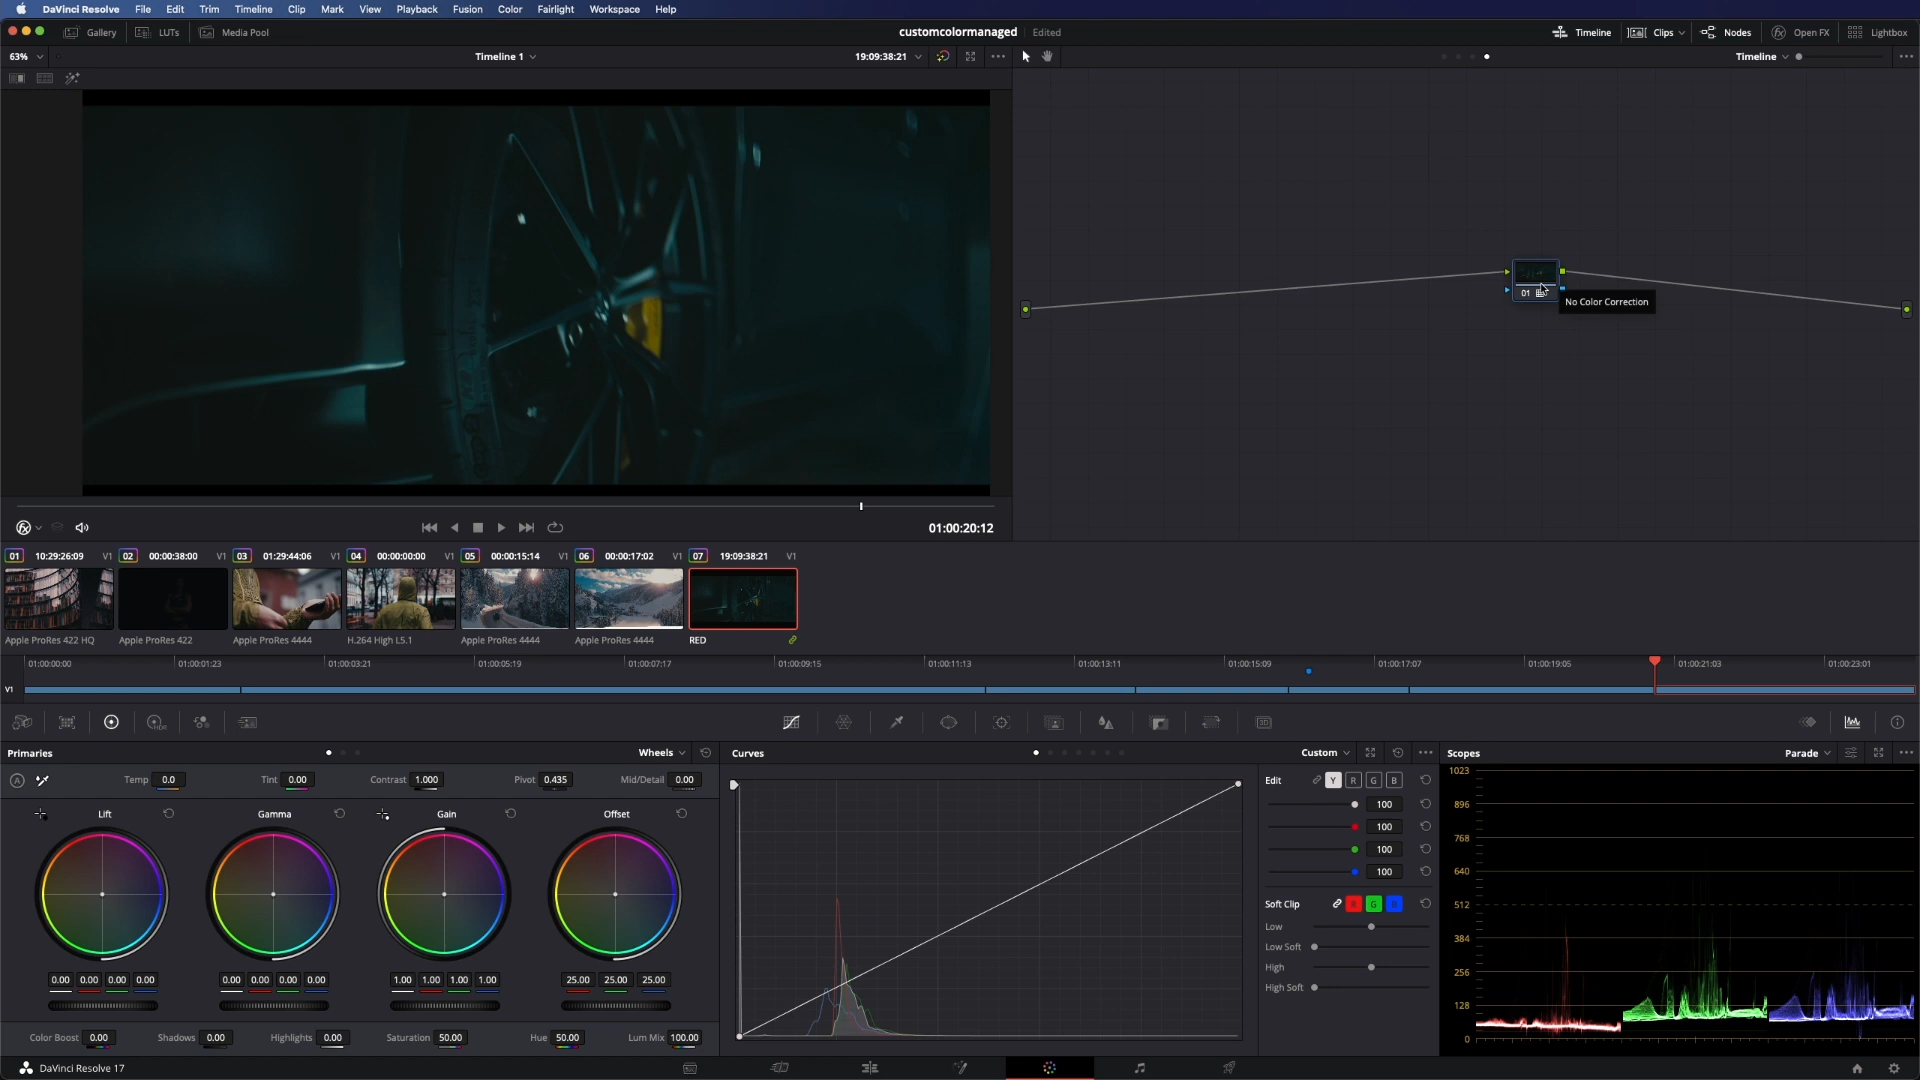 DaVinci Resolve File Edit Trim Timeline Clip Mark View Playback Fusion Color Fairlight Workspace Help
Gallery LUTs Media Pool customcolormanaged Edited Timeline Clips Nodes Open FX Lightbox
63% Timeline 1 19:09:38:21 Timeline
01 No Color Correction
01:00:20:12
01 10:29:26:09 V1 02 00:00:38:00 V1 03 01:29:44:06 V1 04 00:00:00:00 V1 05 00:00:15:14 V1 06 00:00:17:02 V1 07 19:09:38:21 V1
Apple ProRes 422 HQ Apple ProRes 422 Apple ProRes 4444 H.264 High L5.1 Apple ProRes 4444 Apple ProRes 4444 RED
01:00:00:00 01:00:01:23 01:00:03:21 01:00:05:19 01:00:07:17 01:00:09:15 01:00:11:13 01:00:13:11 01:00:15:09 01:00:17:07 01:00:19:05 01:00:21:03 01:00:23:01
V1
Primaries Wheels Curves Custom Scopes Parade
Temp 0.0 Tint 0.00 Contrast 1.000 Pivot 0.435 Mid/Detail 0.00
Lift Gamma Gain Offset
0.00 0.00 0.00 0.00 0.00 0.00 0.00 0.00 1.00 1.00 1.00 1.00 25.00 25.00 25.00
Color Boost 0.00 Shadows 0.00 Highlights 0.00 Saturation 50.00 Hue 50.00 Lum Mix 100.00
Edit Y R G B
100
100
100
100
Soft Clip R G B
Low
Low Soft
High
High Soft
1023
896
768
640
512
384
256
128
0
DaVinci Resolve 17